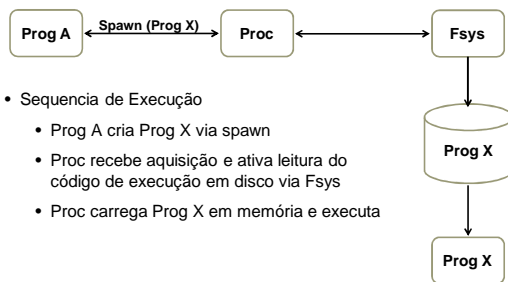 Prog A
Spawn (Prog X)
Proc
Fsys
• Sequencia de Execução
• Prog A cria Prog X via spawn
• Proc recebe aquisição e ativa leitura do
código de execução em disco via Fsys
• Proc carrega Prog X em memória e executa
Prog X
Prog X